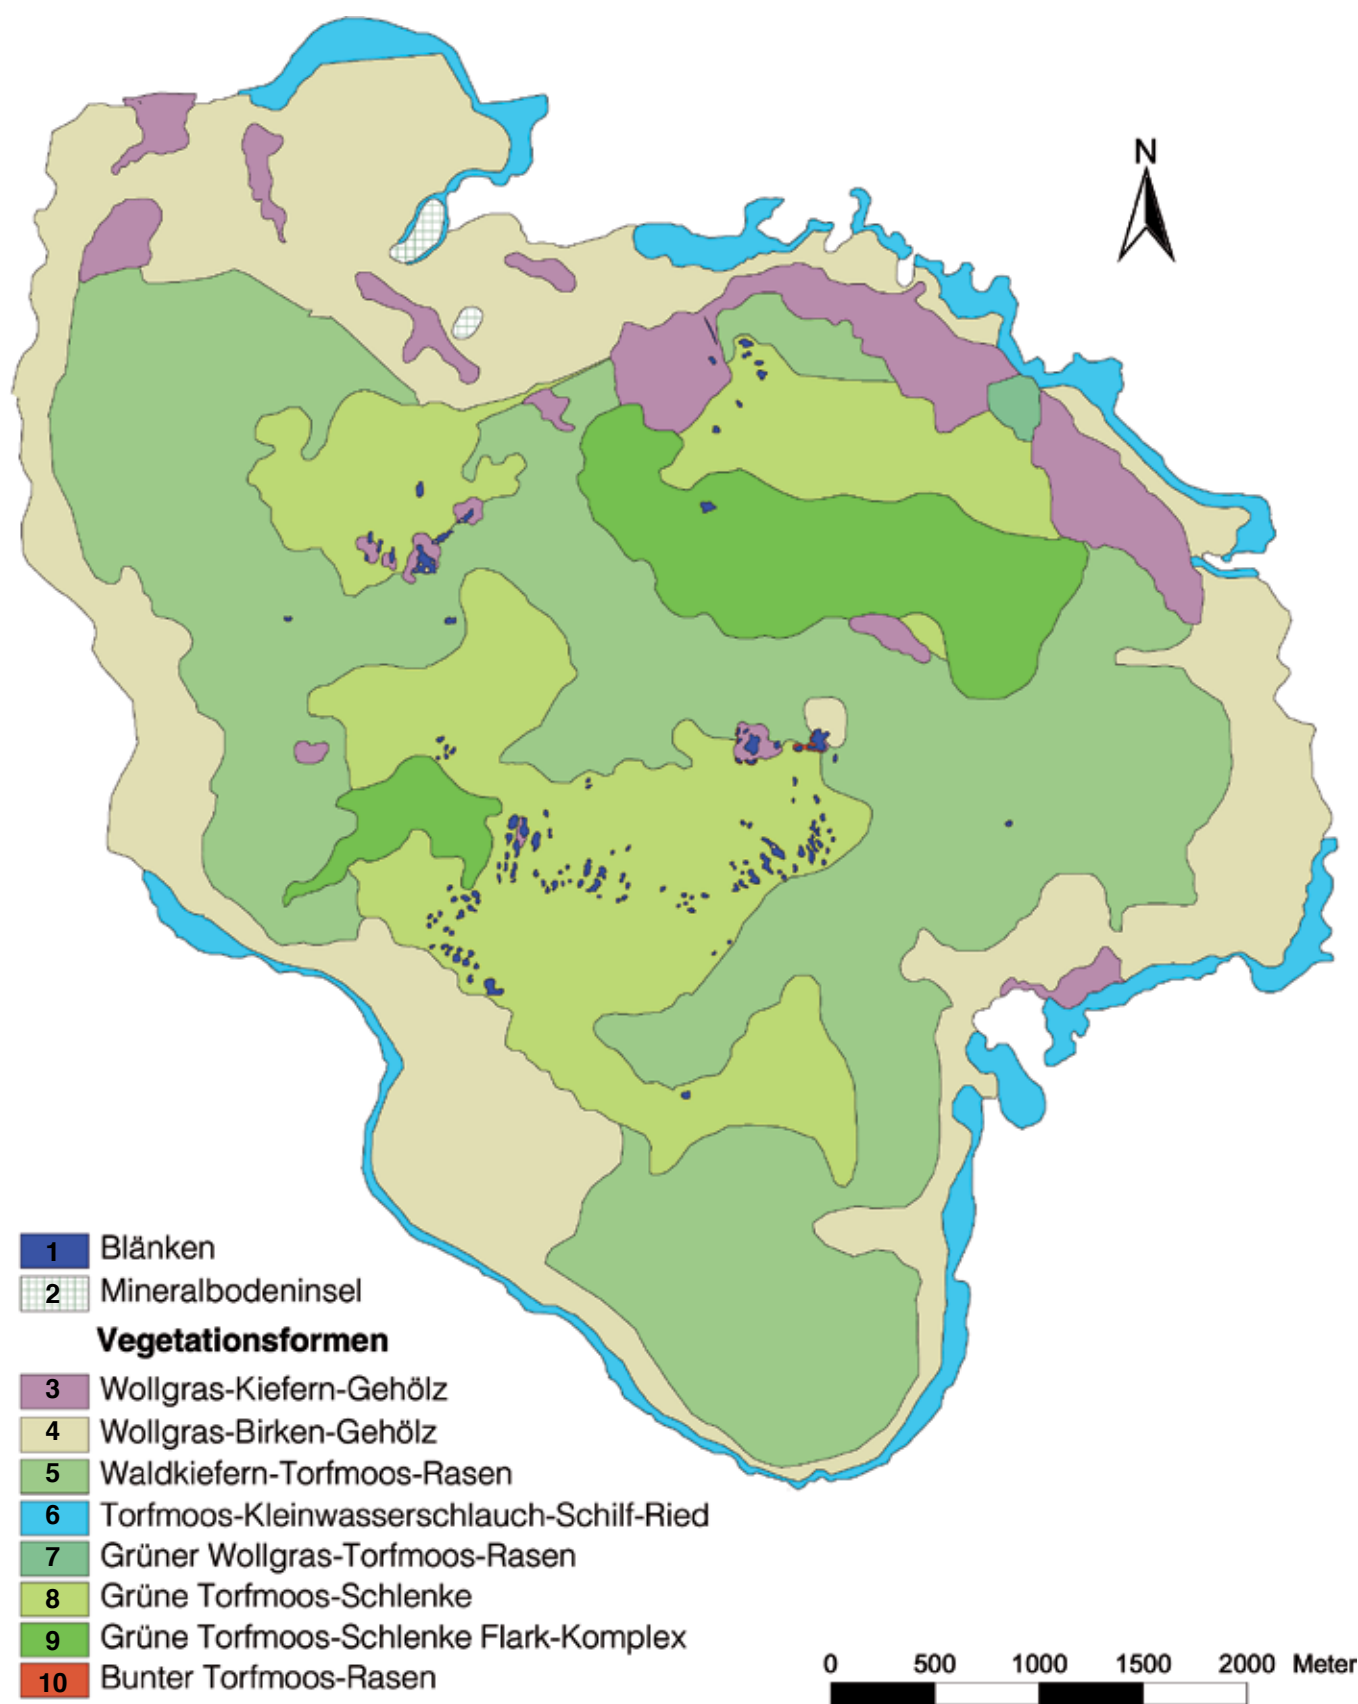 N
1 Blänken
2 Mineralbodeninsel
Vegetationsformen
3 Wollgras-Kiefern-Gehölz
4 Wollgras-Birken-Gehölz
5 Waldkiefern-Torfmoos-Rasen
6 Torfmoos-Kleinwasserschlauch-Schilf-Ried
7 Grüner Wollgras-Torfmoos-Rasen
8 Grüne Torfmoos-Schlenke
9 Grüne Torfmoos-Schlenke Flark-Komplex
10 Bunter Torfmoos-Rasen
0 500 1000 1500 2000 Meter